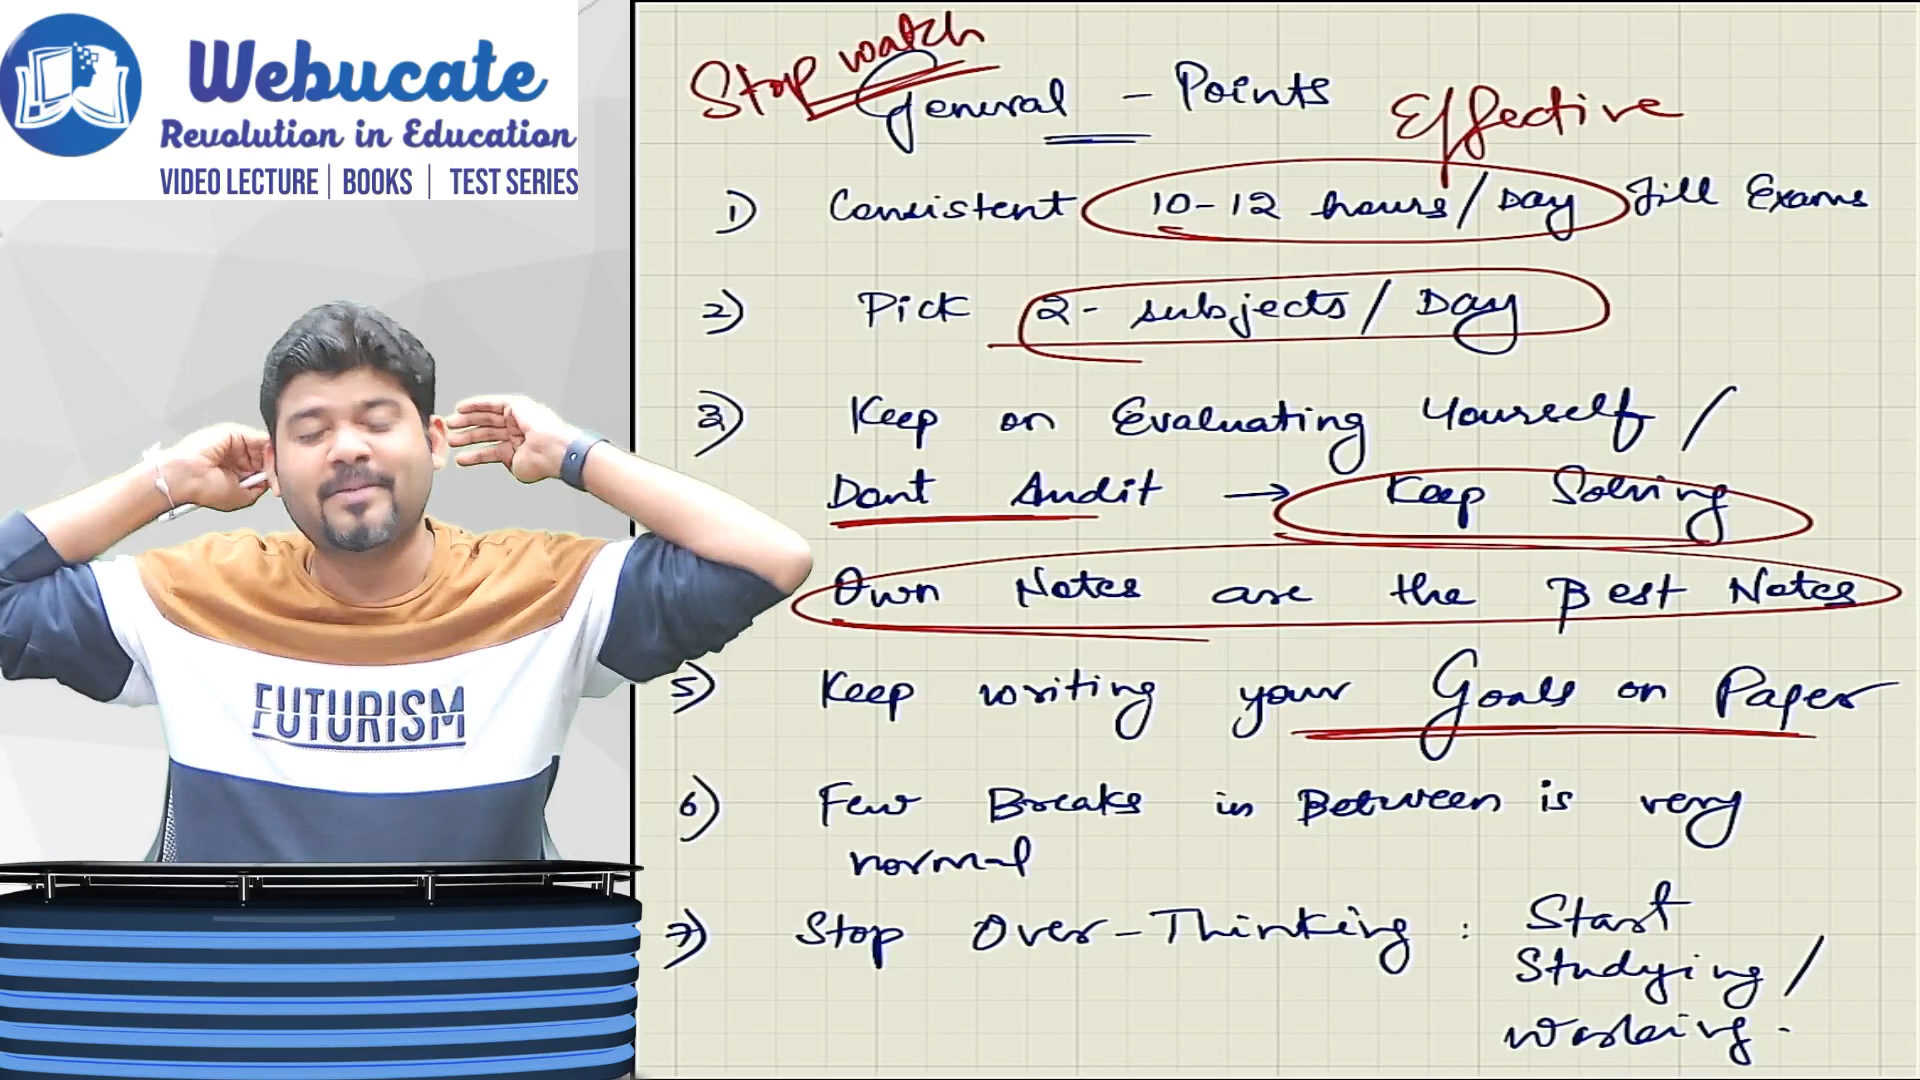 Webucate
Revolution in Education
VIDEO LECTURE | BOOKS | TEST SERIES
FUTURISM
Stop watch
General - Points Effective
1) Consistent 10-12 hours/Day Till Exams
2) Pick 2- subjects/Day
3) Keep on Evaluating Yourself /
Dont Audit → Keep Solving
Own Notes are the Best Notes
5) Keep writing your Goals on Paper
6) Few Breaks in Between is very
normal
7) Stop Over-Thinking : Start
Studying /
Working.